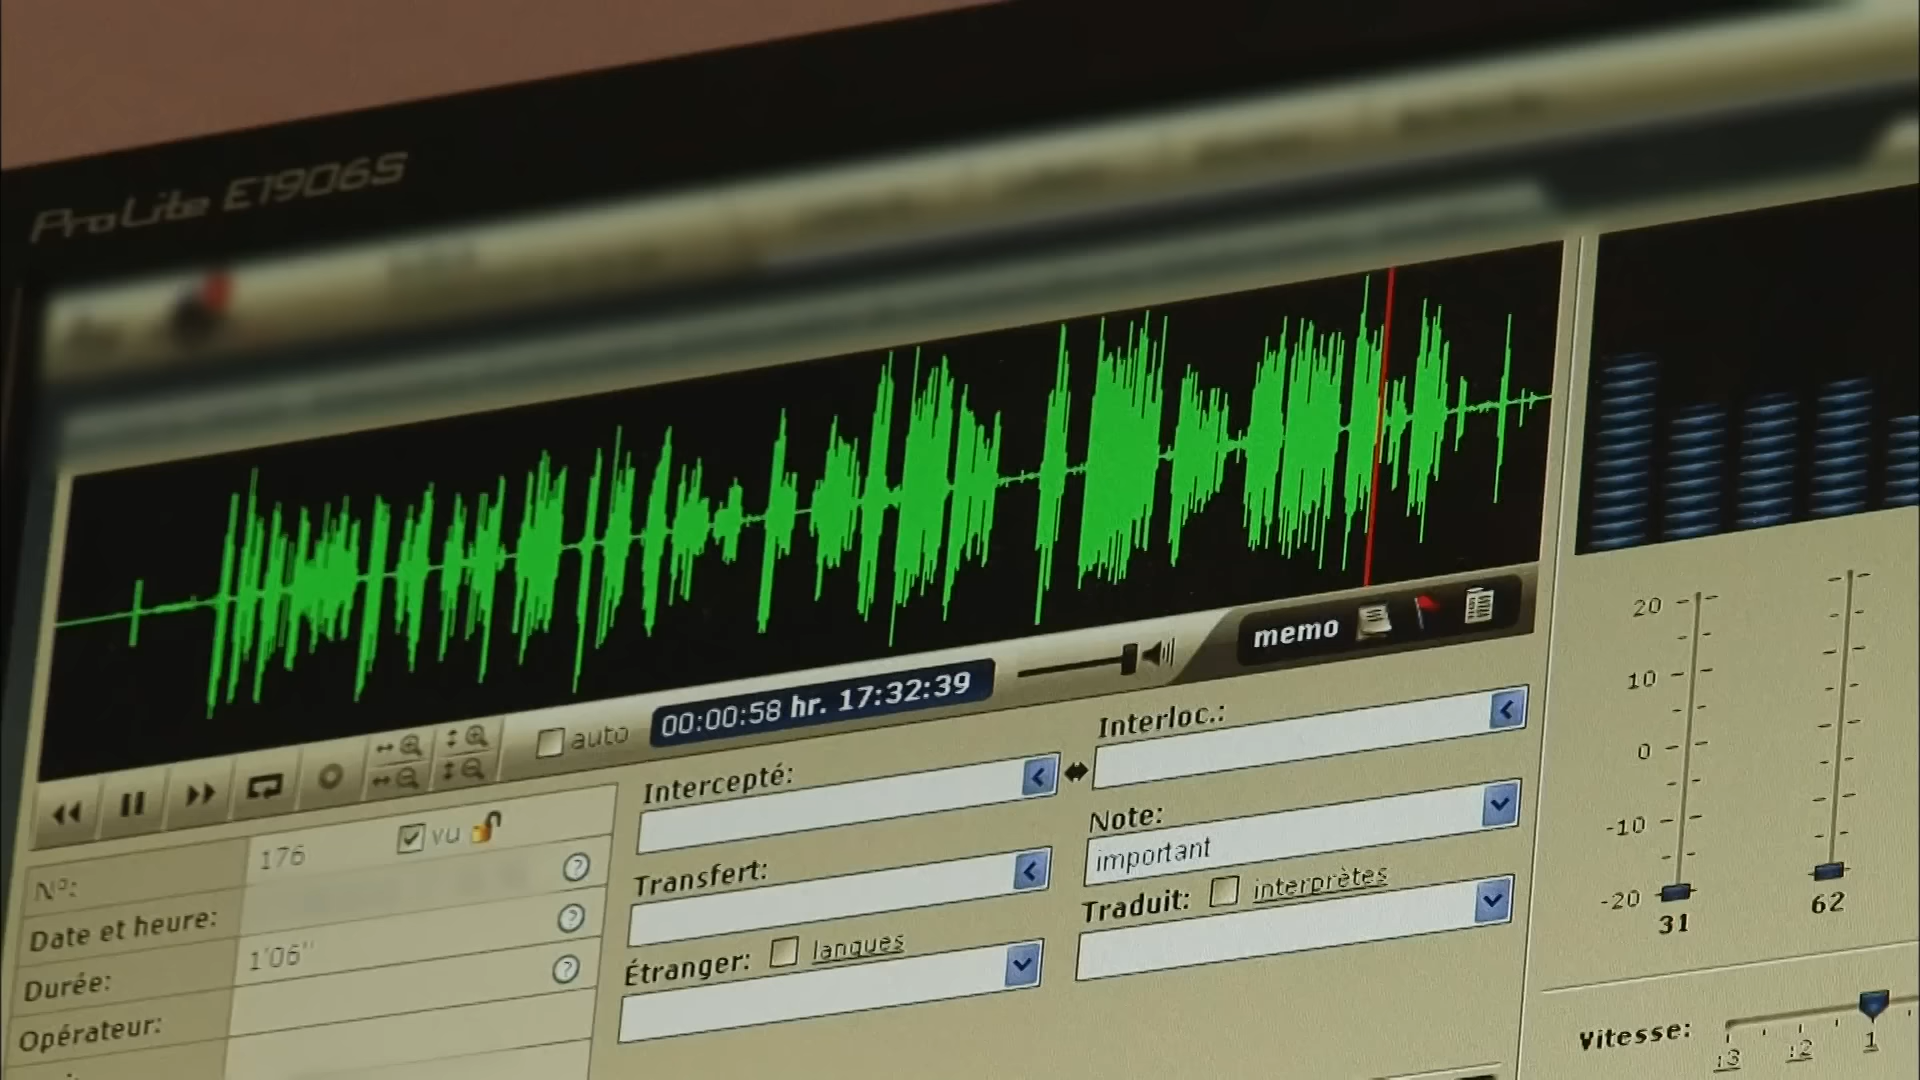 ProLite E1906S
memo
auto 00:00:58 hr. 17:32:39
Interloc.:
Intercepté:
N°: 176 vu
Note:
important
Date et heure:
Transfert:
Traduit: interprètes
Durée: 1'06"
Étranger: langues
Opérateur:
20
10
0
-10
-20
31 62
Vitesse:
:3 :2 1